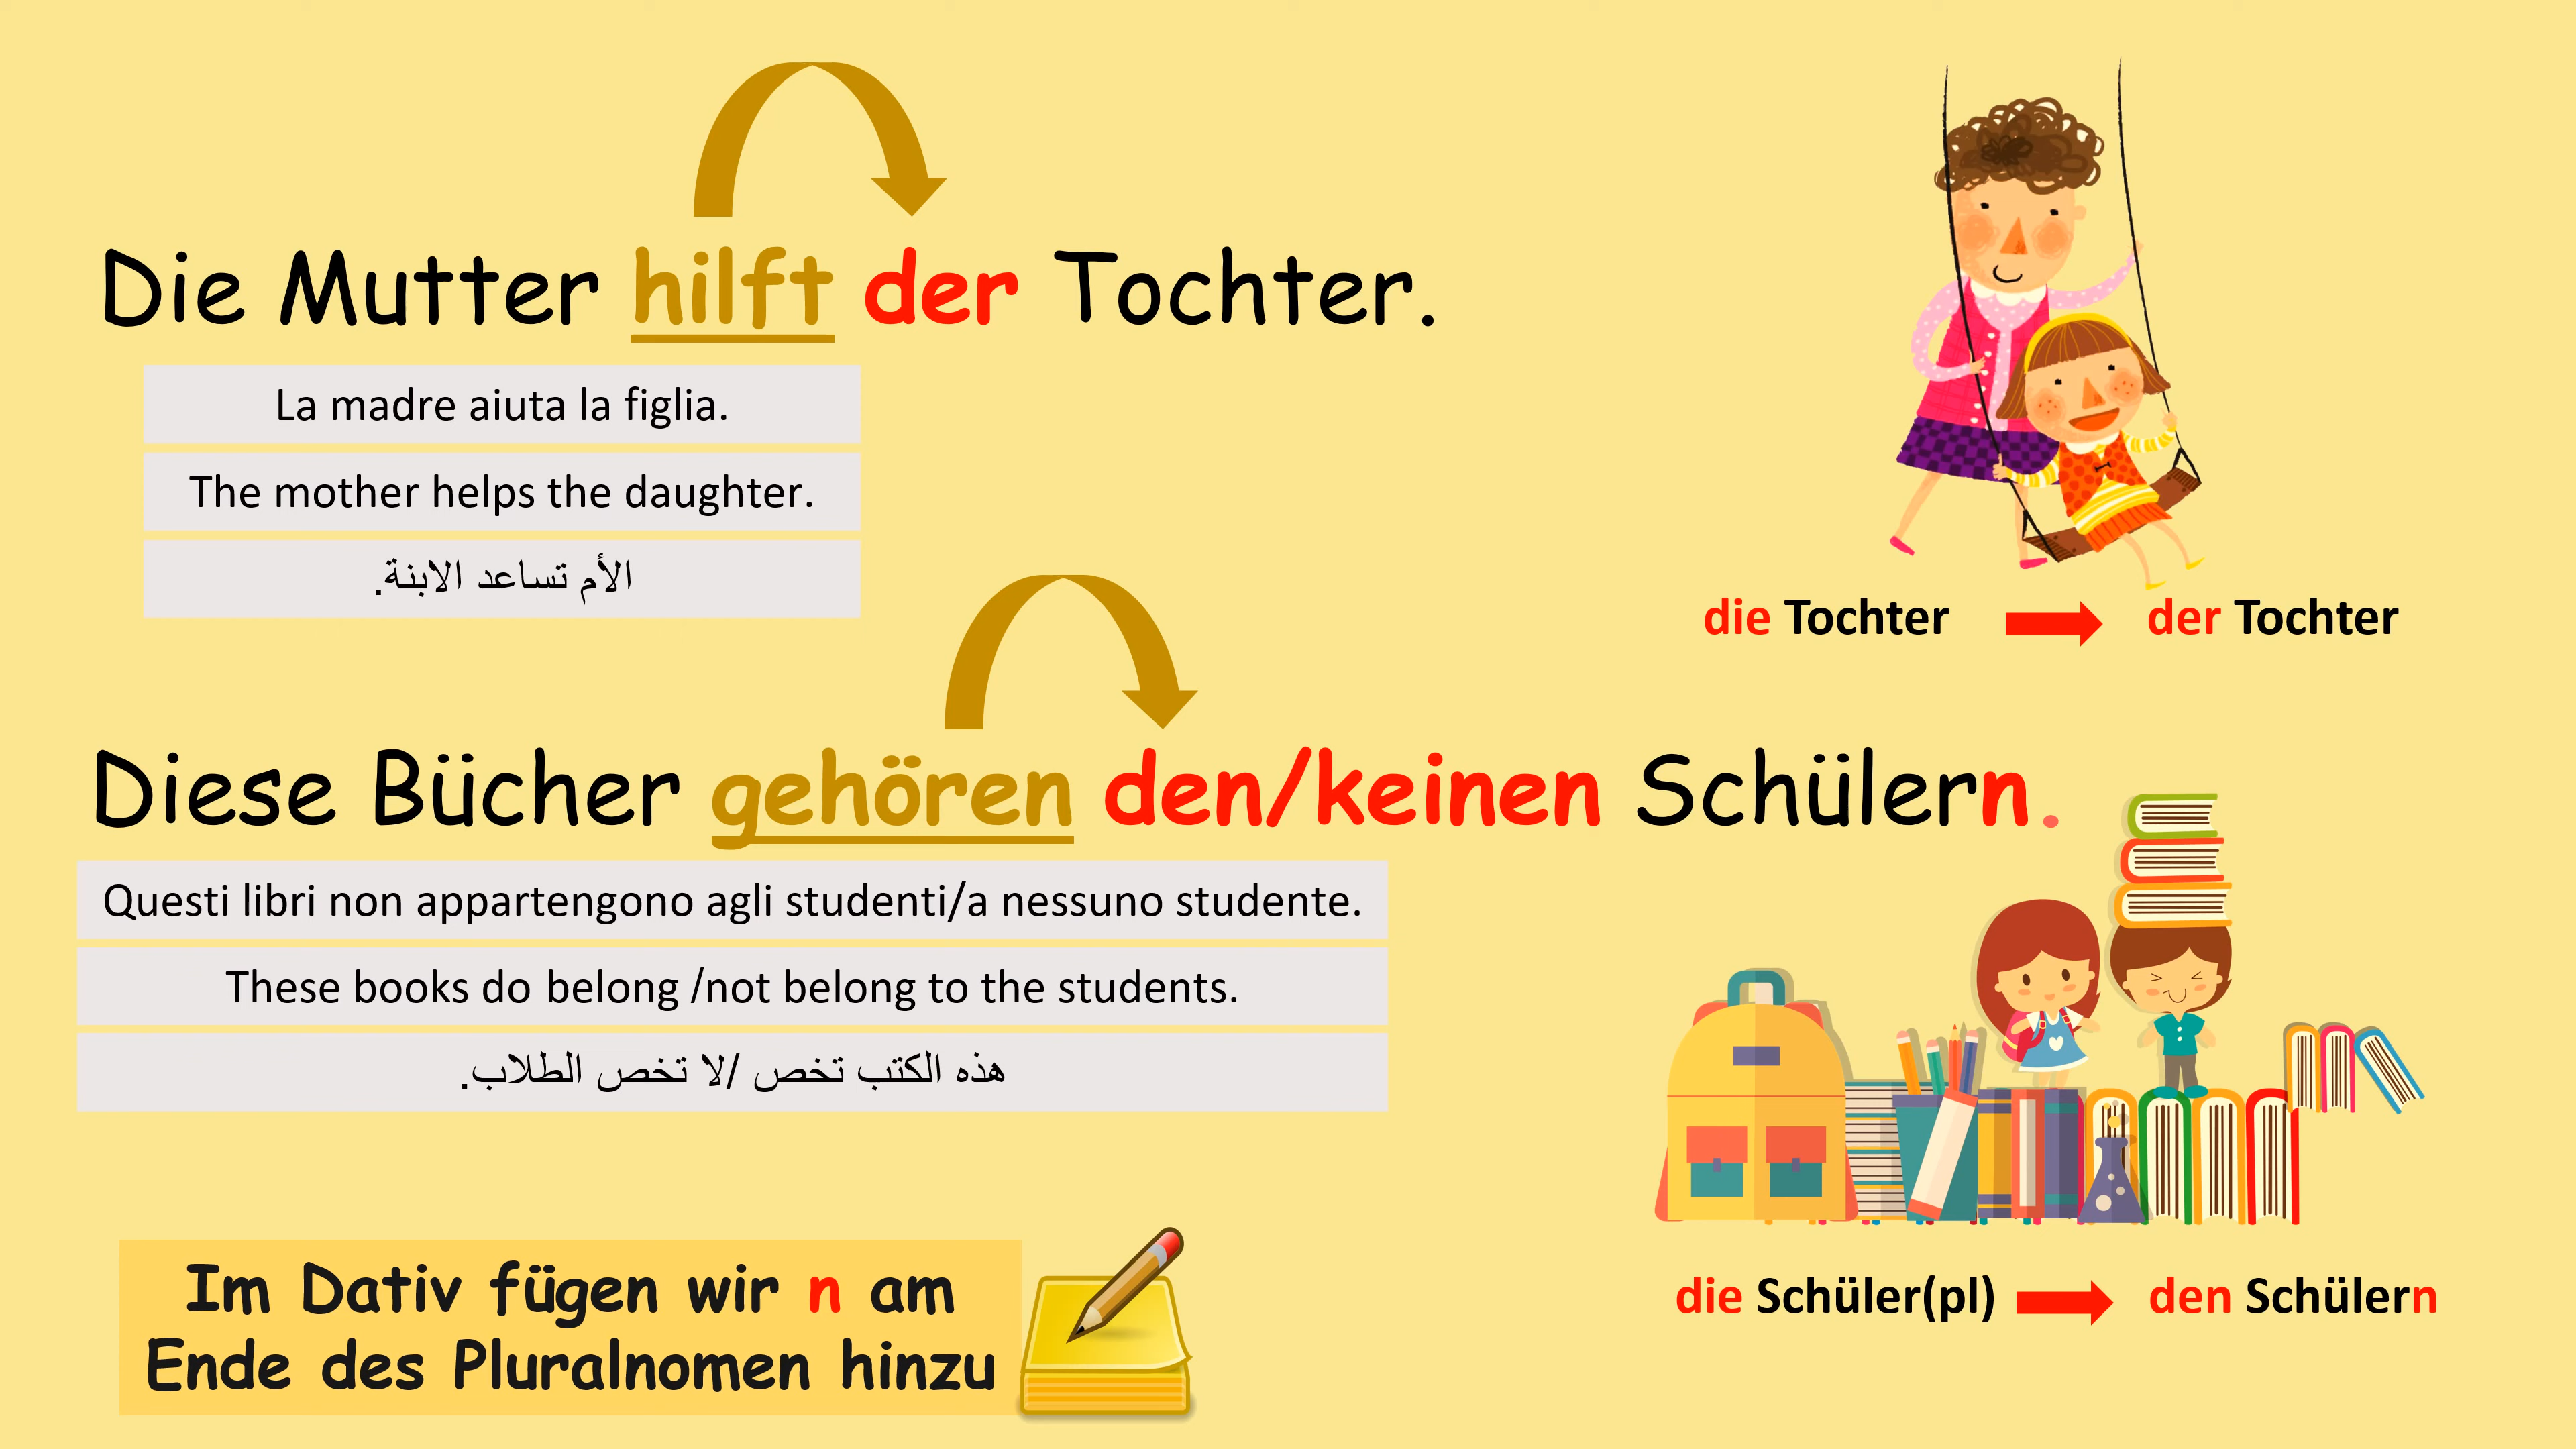 Die Mutter hilft der Tochter.
La madre aiuta la figlia.
The mother helps the daughter.
الأم تساعد الابنة.
die Tochter der Tochter
Diese Bücher gehören den/keinen Schülern.
Questi libri non appartengono agli studenti/a nessuno studente.
These books do belong /not belong to the students.
هذه الكتب تخص /لا تخص الطلاب.
die Schüler(pl) den Schülern
Im Dativ fügen wir n am
Ende des Pluralnomen hinzu